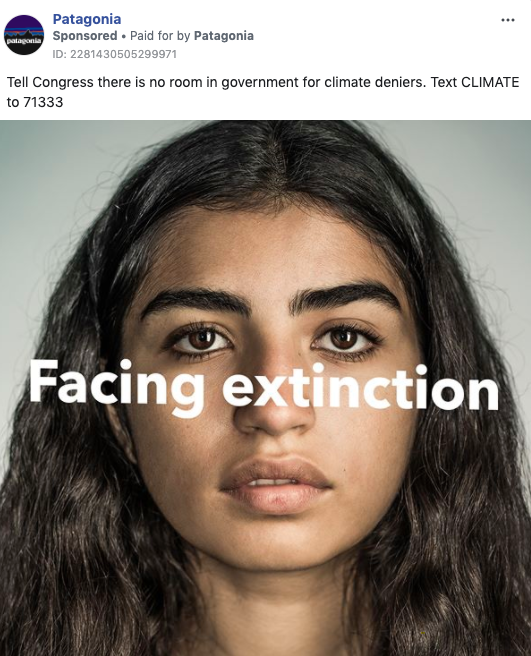 Patagonia
Sponsored • Paid for by Patagonia
ID: 2281430505299971
Tell Congress there is no room in government for climate deniers. Text CLIMATE
to 71333
patagonia
Facing extinction